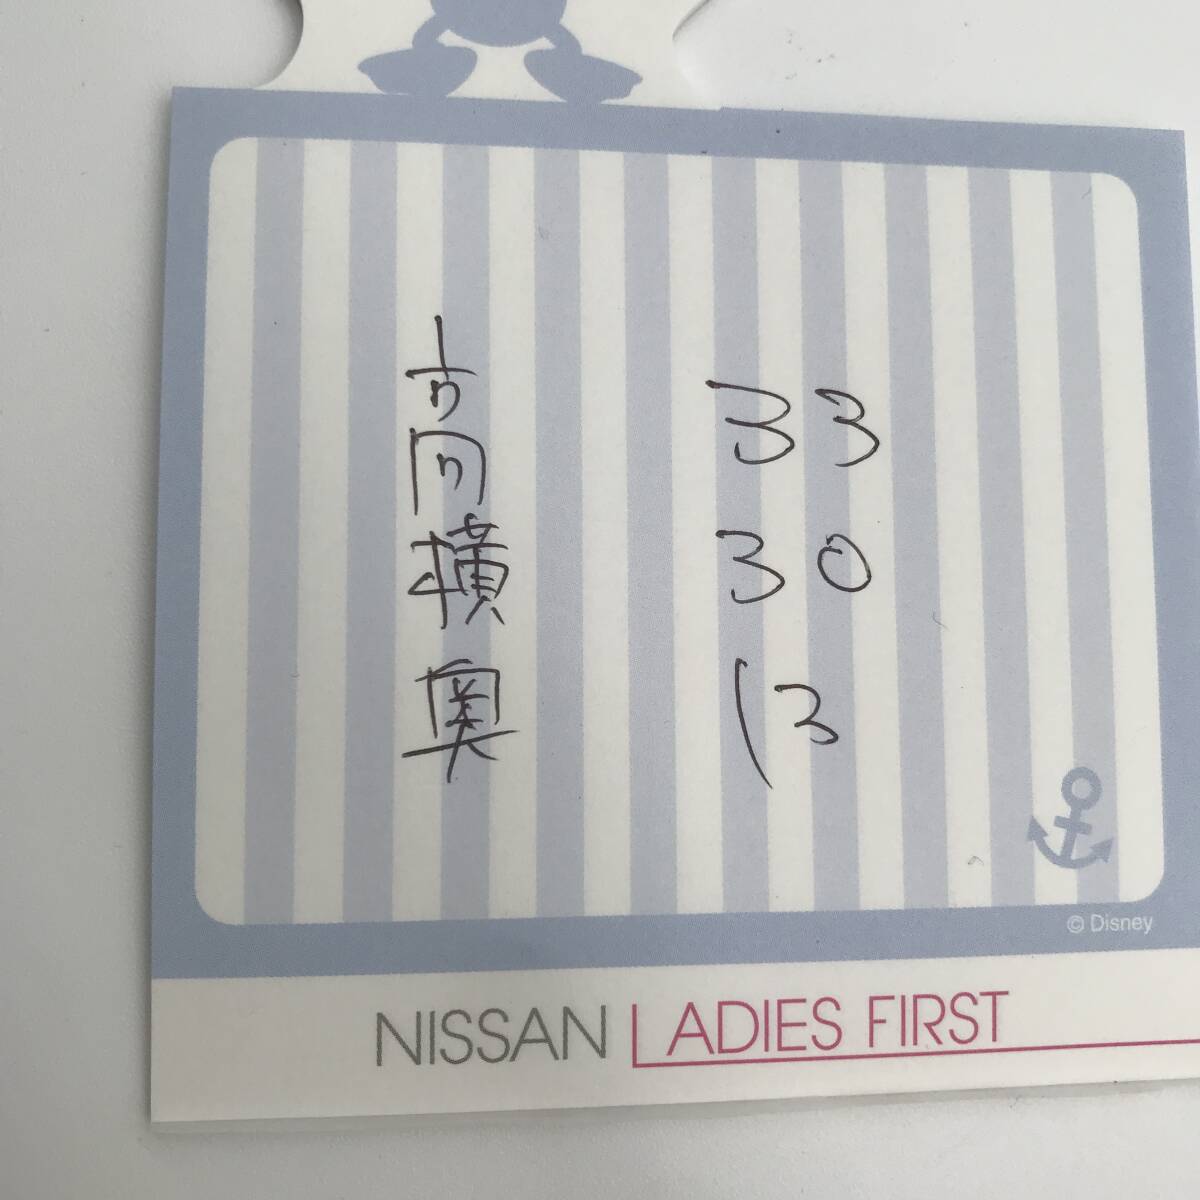 高 33
横 30
奥 13
© Disney
NISSAN LADIES FIRST